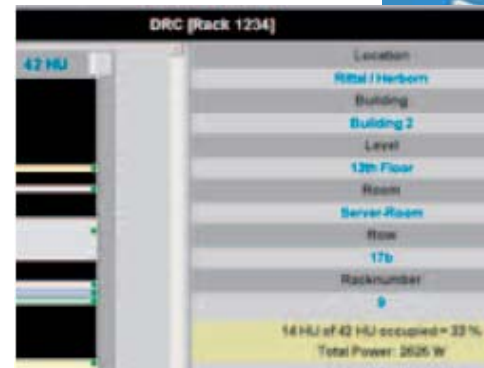 DRC [Rack 1234]
42 HU
Location
Rittal / Herborn
Building
Building 2
Level
13th Floor
Room
Server-Room
Row
17b
Racknumber
9
14 HU of 42 HU occupied = 33 %
Total Power: 2626 W